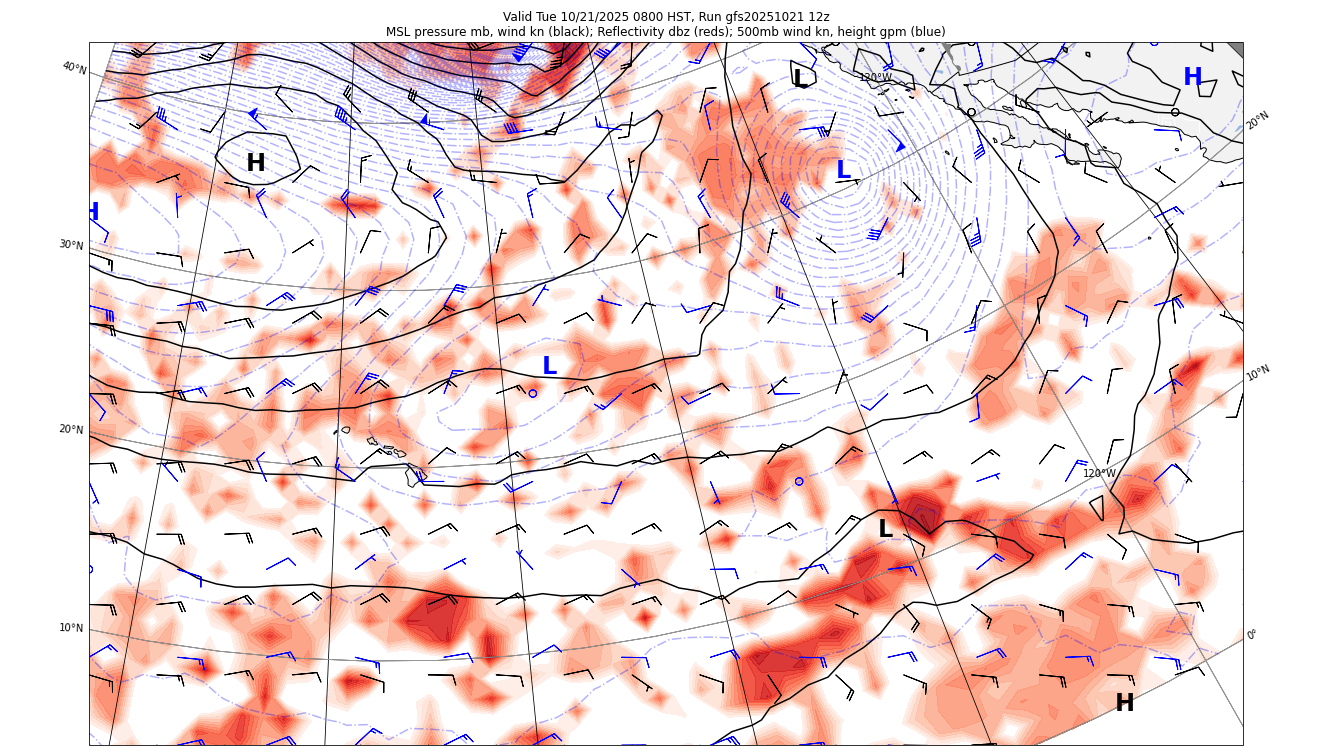 Valid Tue 10/21/2025 0800 HST, Run gfs20251021 12z
MSL pressure mb, wind kn (black); Reflectivity dbz (reds); 500mb wind kn, height gpm (blue)
40°N
L
120°W
H
20°N
H
L
H
30°N
L
10°N
20°N
120°W
L
10°N
0°
H